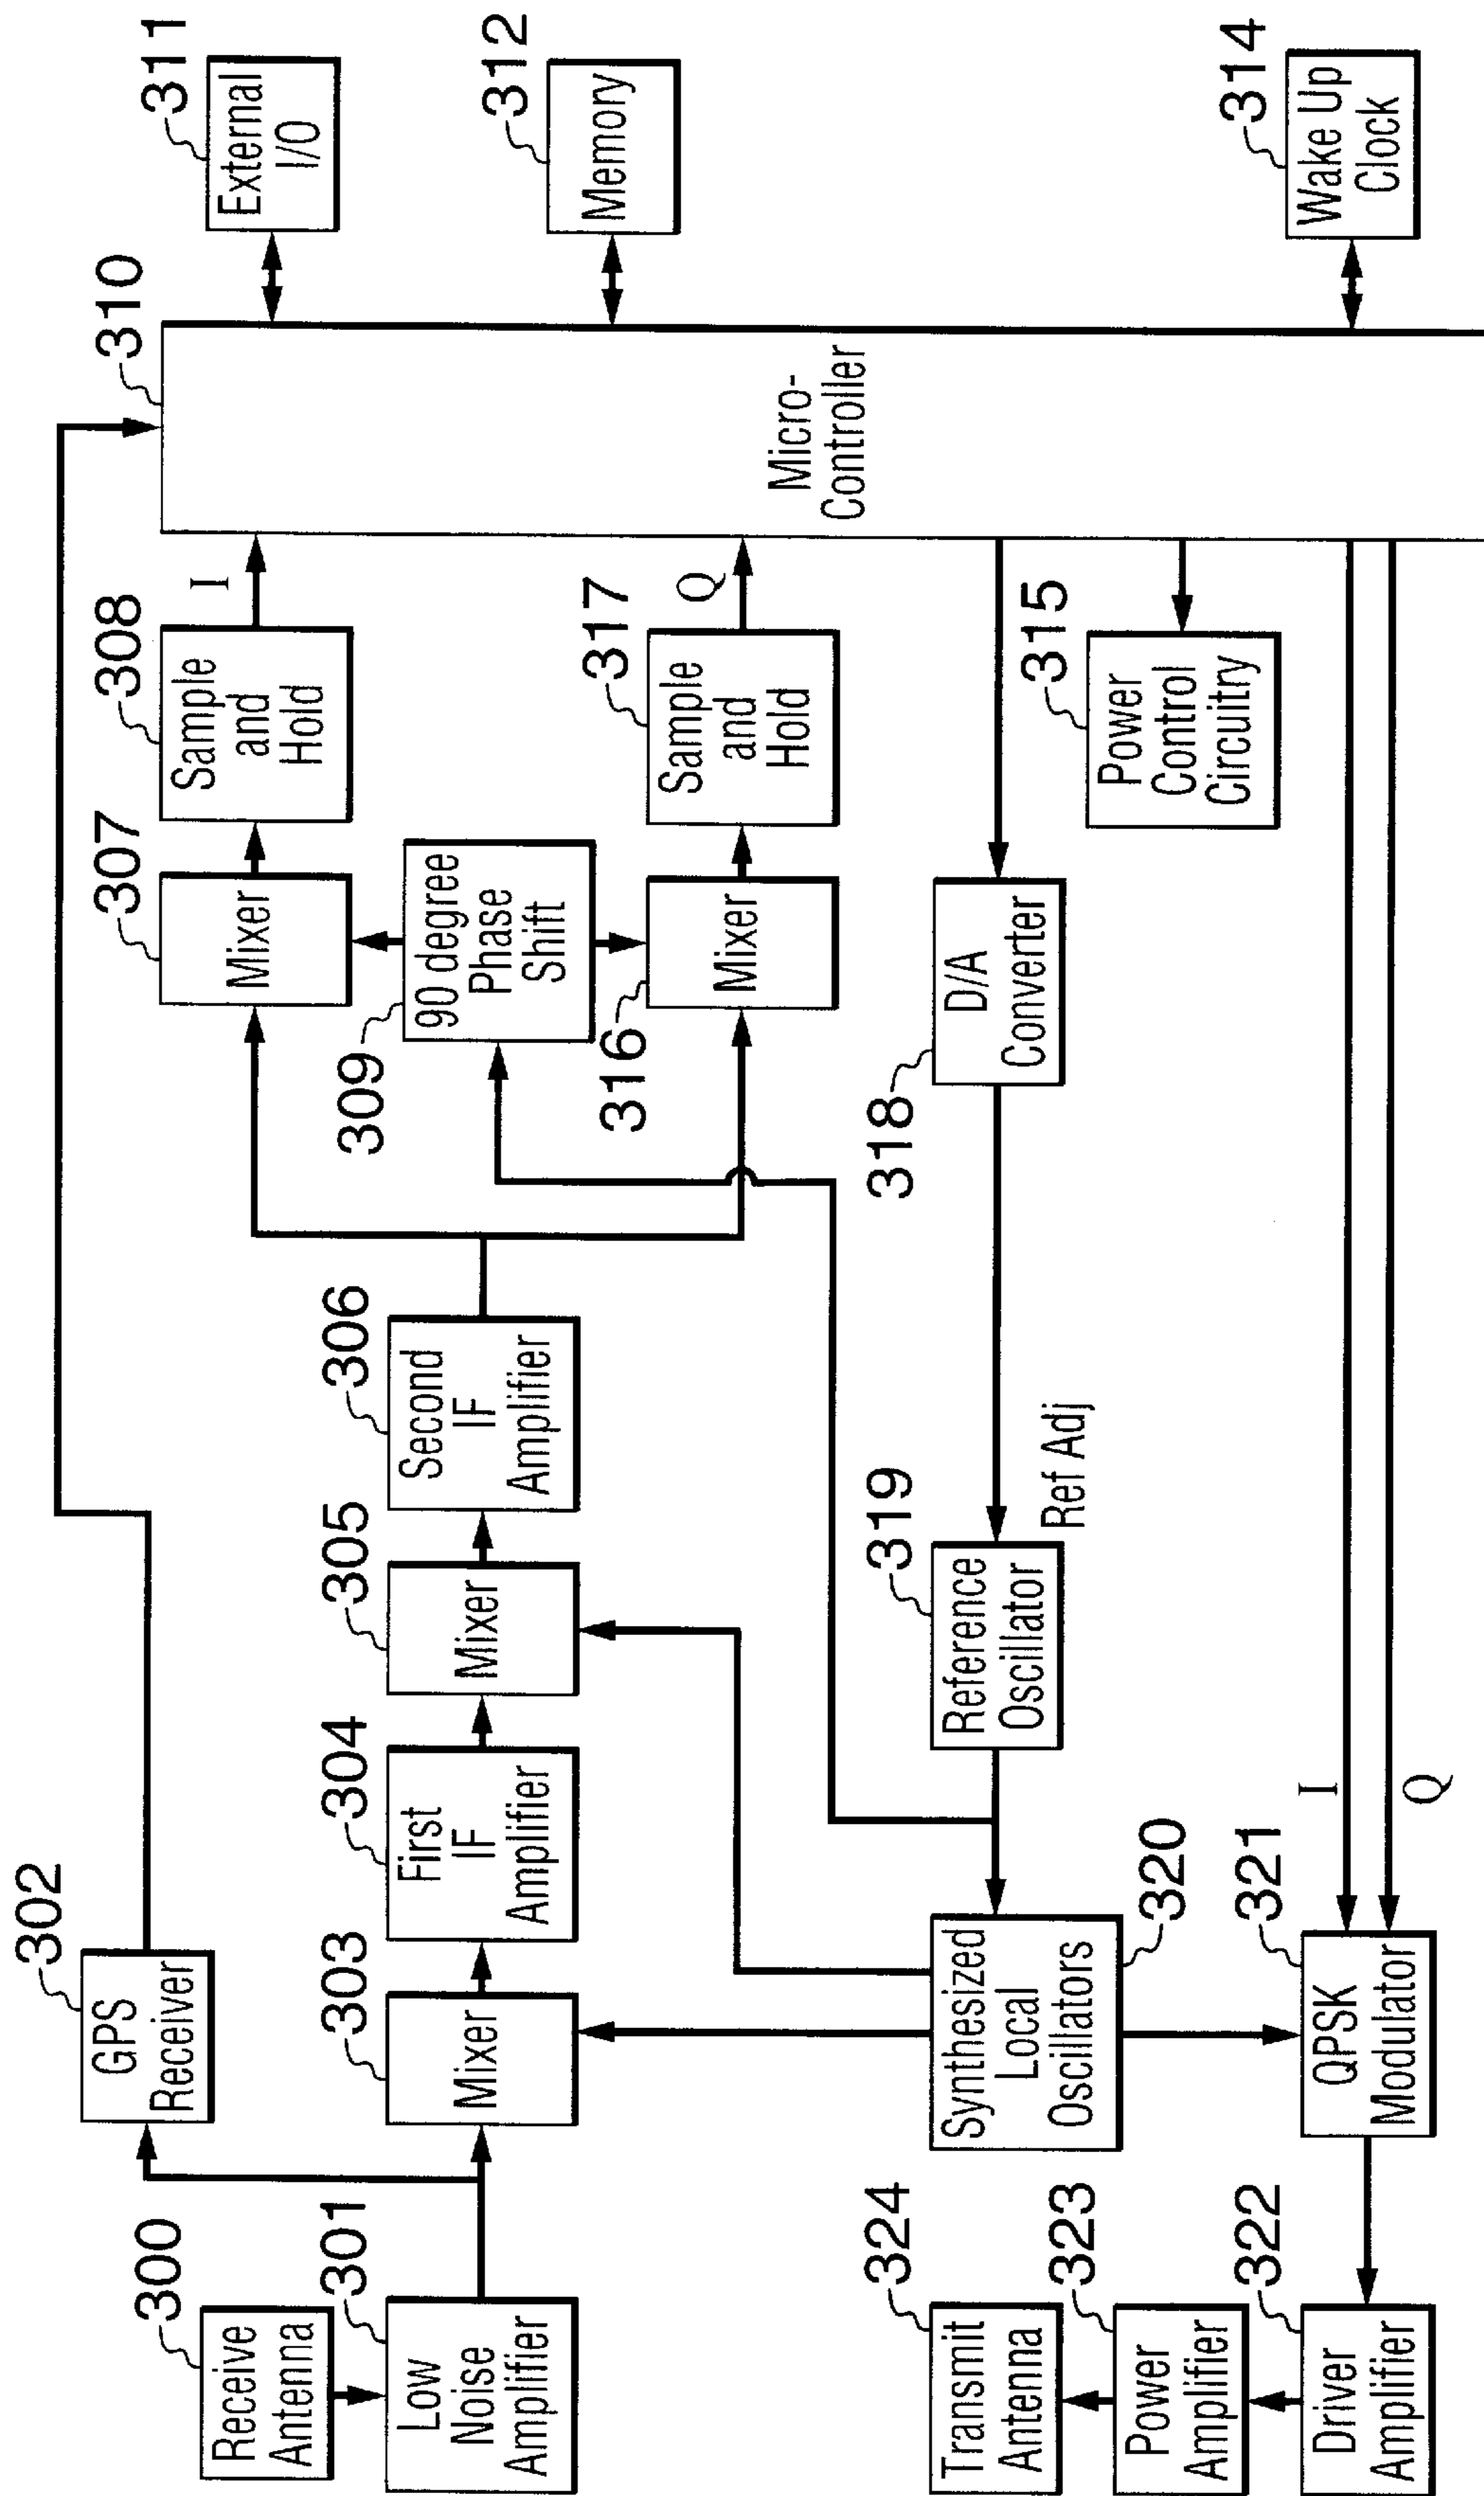 300
Receive
Antenna
301
Low
Noise
Amplifier
302
GPS
Receiver
303
Mixer
304
First
IF
Amplifier
305
Mixer
306
Second
IF
Amplifier
307
Mixer
308
Sample
and
Hold
I
309
90 degree
Phase
Shift
316
Mixer
317
Sample
and
Hold
Q
310
Micro-
Controller
311
External
I/O
312
Memory
314
Wake Up
Clock
315
Power
Control
Circuitry
318
D/A
Converter
319
Reference
Oscillator
Ref Adj
320
Synthesized
Local
Oscillators
321
QPSK
Modulator
I
Q
322
Driver
Amplifier
323
Power
Amplifier
324
Transmit
Antenna